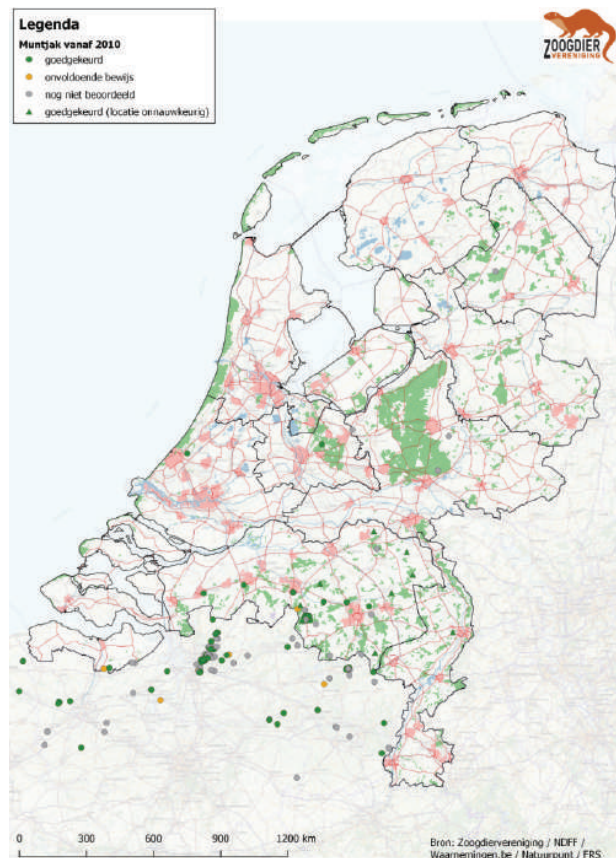 Legenda
Muntjak vanaf 2010
goedgekeurd
onvoldoende bewijs
nog niet beoordeeld
goedgekeurd (locatie onnauwkeurig)
ZOOGDIER
VERENIGING
0 300 600 900 1200 km
Bron: Zoogdiervereniging / NDFF /
Waarnemingen.be / Natuurpunt / FRS